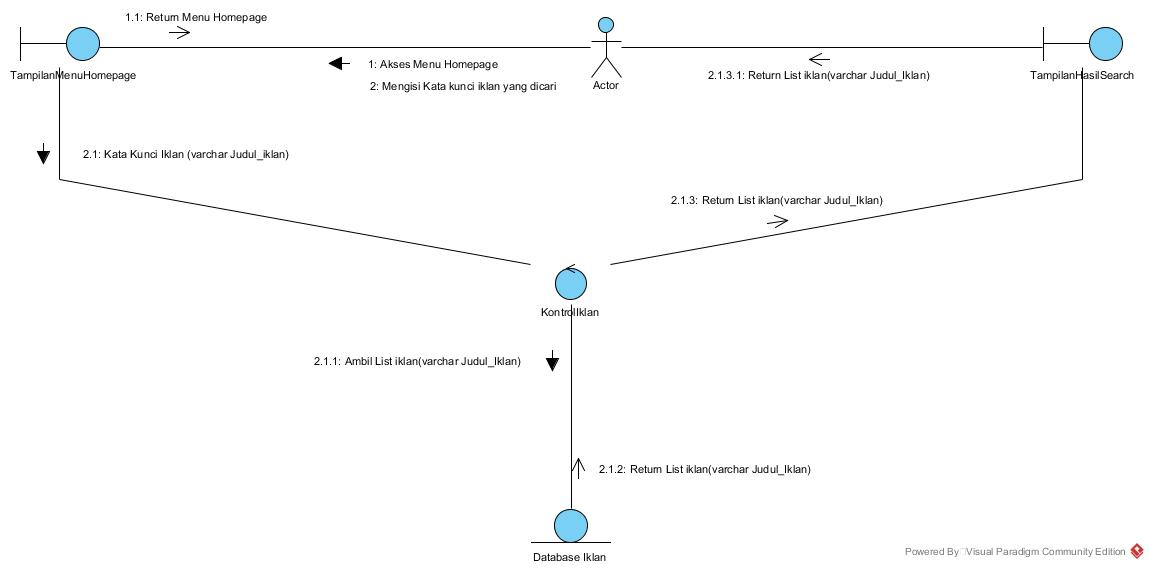 1.1: Return Menu Homepage
TampilanMenuHomepage
1: Akses Menu Homepage
2: Mengisi Kata kunci iklan yang dicari
Actor
2.1.3.1: Return List iklan(varchar Judul_Iklan)
TampilanHasilSearch
2.1: Kata Kunci Iklan (varchar Judul_iklan)
2.1.3: Return List iklan(varchar Judul_Iklan)
KontrolIklan
2.1.1: Ambil List iklan(varchar Judul_Iklan)
2.1.2: Return List iklan(varchar Judul_Iklan)
Database Iklan
Powered By Visual Paradigm Community Edition